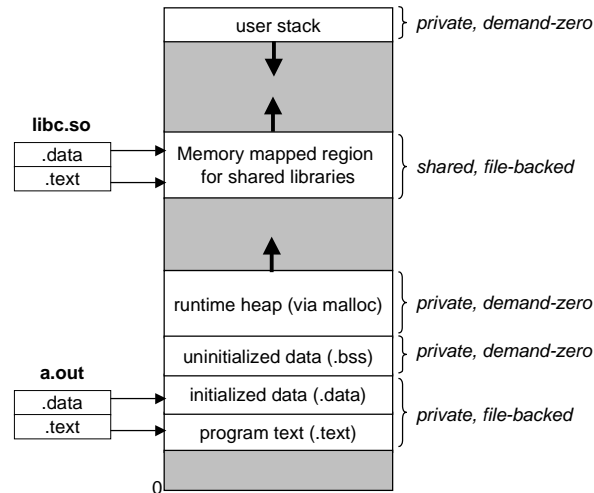 user stack
private, demand-zero
libc.so
.data
.text
Memory mapped region
for shared libraries
shared, file-backed
runtime heap (via malloc)
private, demand-zero
uninitialized data (.bss)
private, demand-zero
a.out
.data
.text
initialized data (.data)
program text (.text)
private, file-backed
0